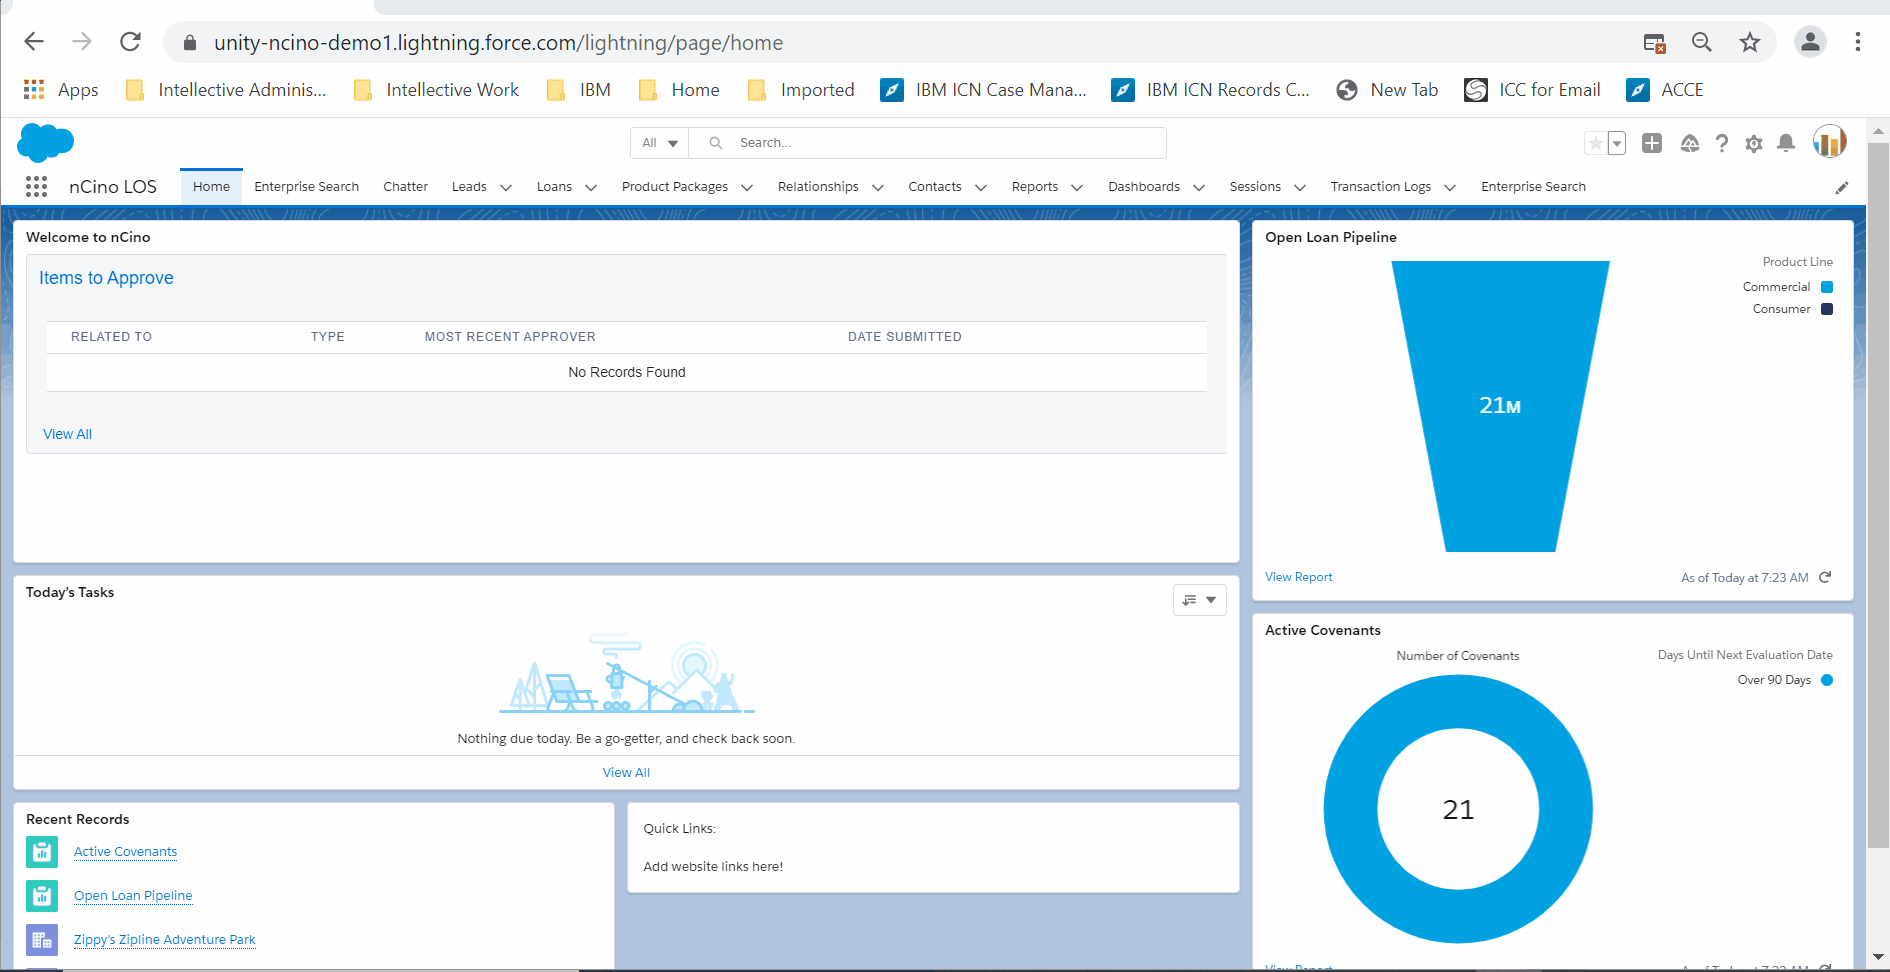 unity-ncino-demo1.lightning.force.com/lightning/page/home
Apps Intellective Adminis... Intellective Work IBM Home Imported IBM ICN Case Mana... IBM ICN Records C... New Tab ICC for Email ACCE
All Search...
nCino LOS Home Enterprise Search Chatter Leads Loans Product Packages Relationships Contacts Reports Dashboards Sessions Transaction Logs Enterprise Search
Welcome to nCino
Items to Approve
RELATED TO TYPE MOST RECENT APPROVER DATE SUBMITTED
No Records Found
View All
Today's Tasks
Nothing due today. Be a go-getter, and check back soon.
View All
Recent Records
Active Covenants
Open Loan Pipeline
Zippy's Zipline Adventure Park
Quick Links:
Add website links here!
Open Loan Pipeline
Product Line
Commercial
Consumer
21M
View Report As of Today at 7:23 AM
Active Covenants
Number of Covenants Days Until Next Evaluation Date
Over 90 Days
21